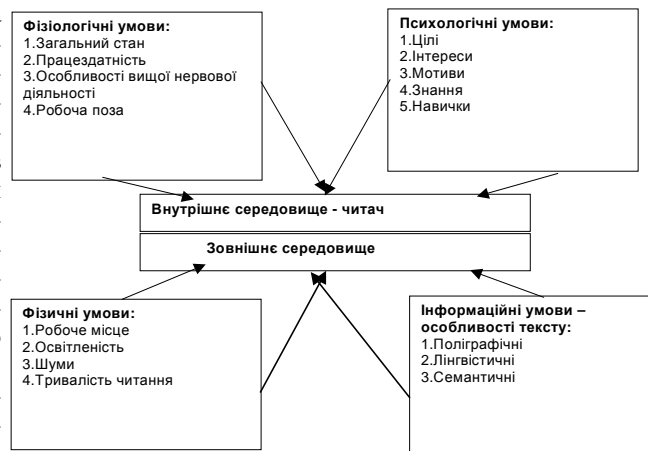 Фізіологічні умови:
1.Загальний стан
2.Працездатність
3.Особливості вищої нервової
діяльності
4.Робоча поза
Психологічні умови:
1.Цілі
2.Інтереси
3.Мотиви
4.Знання
5.Навички
Внутрішнє середовище - читач
Зовнішнє середовище
Фізичні умови:
1.Робоче місце
2.Освітленість
3.Шуми
4.Тривалість читання
Інформаційні умови –
особливості тексту:
1.Поліграфічні
2.Лінгвістичні
3.Семантичні